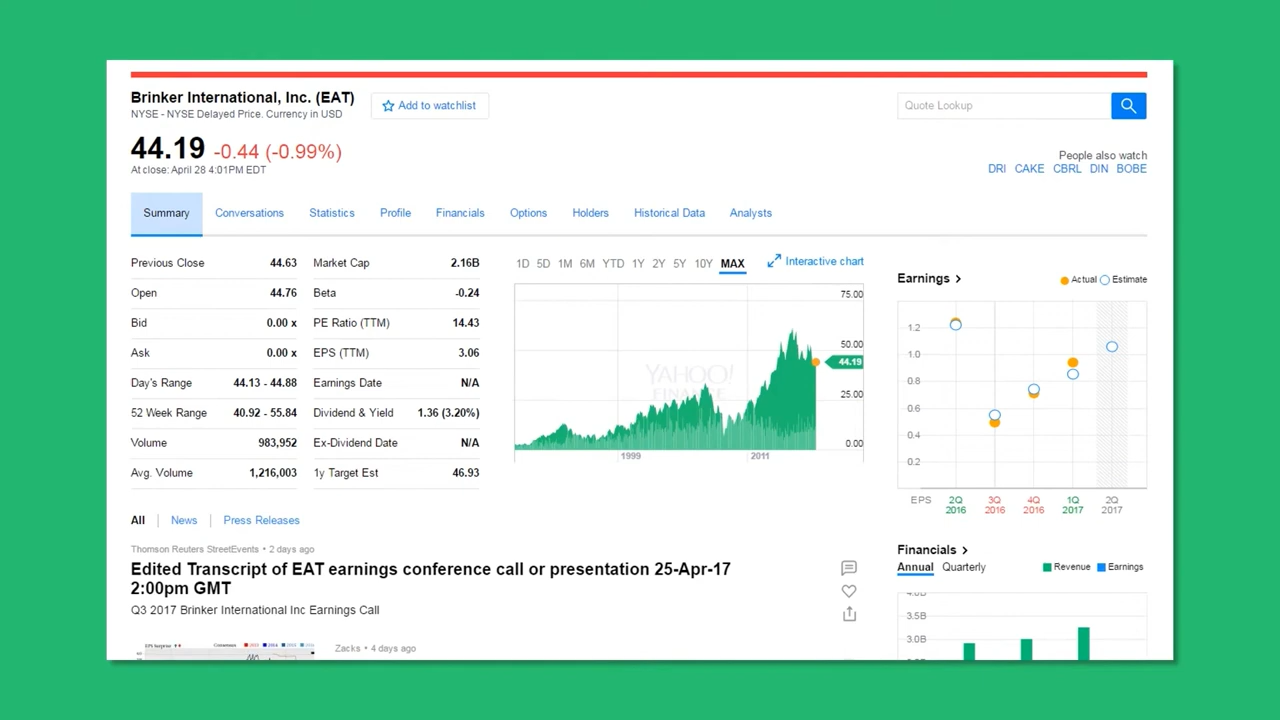 Brinker International, Inc. (EAT)
Add to watchlist
Quote Lookup
NYSE - NYSE Delayed Price. Currency in USD
44.19 -0.44 (-0.99%)
At close: April 28 4:01PM EDT
People also watch
DRI CAKE CBRL DIN BOBE
Summary Conversations Statistics Profile Financials Options Holders Historical Data Analysts
Previous Close 44.63
Open 44.76
Bid 0.00 x
Ask 0.00 x
Day's Range 44.13 - 44.88
52 Week Range 40.92 - 55.84
Volume 983,952
Avg. Volume 1,216,003
Market Cap 2.16B
Beta -0.24
PE Ratio (TTM) 14.43
EPS (TTM) 3.06
Earnings Date N/A
Dividend & Yield 1.36 (3.20%)
Ex-Dividend Date N/A
1y Target Est 46.93
1D 5D 1M 6M YTD 1Y 2Y 5Y 10Y MAX
Interactive chart
75.00
50.00
44.19
25.00
0.00
YAHOO!
FINANCE
1999 2011
Earnings
Actual Estimate
1.2
1.0
0.8
0.6
0.4
0.2
EPS 2Q 3Q 4Q 1Q 2Q
2016 2016 2016 2017 2017
All News Press Releases
Thomson Reuters StreetEvents • 2 days ago
Edited Transcript of EAT earnings conference call or presentation 25-Apr-17
2:00pm GMT
Q3 2017 Brinker International Inc Earnings Call
Zacks • 4 days ago
EPS Surprise
Consensus
Financials
Annual Quarterly
Revenue Earnings
4.0B
3.5B
3.0B